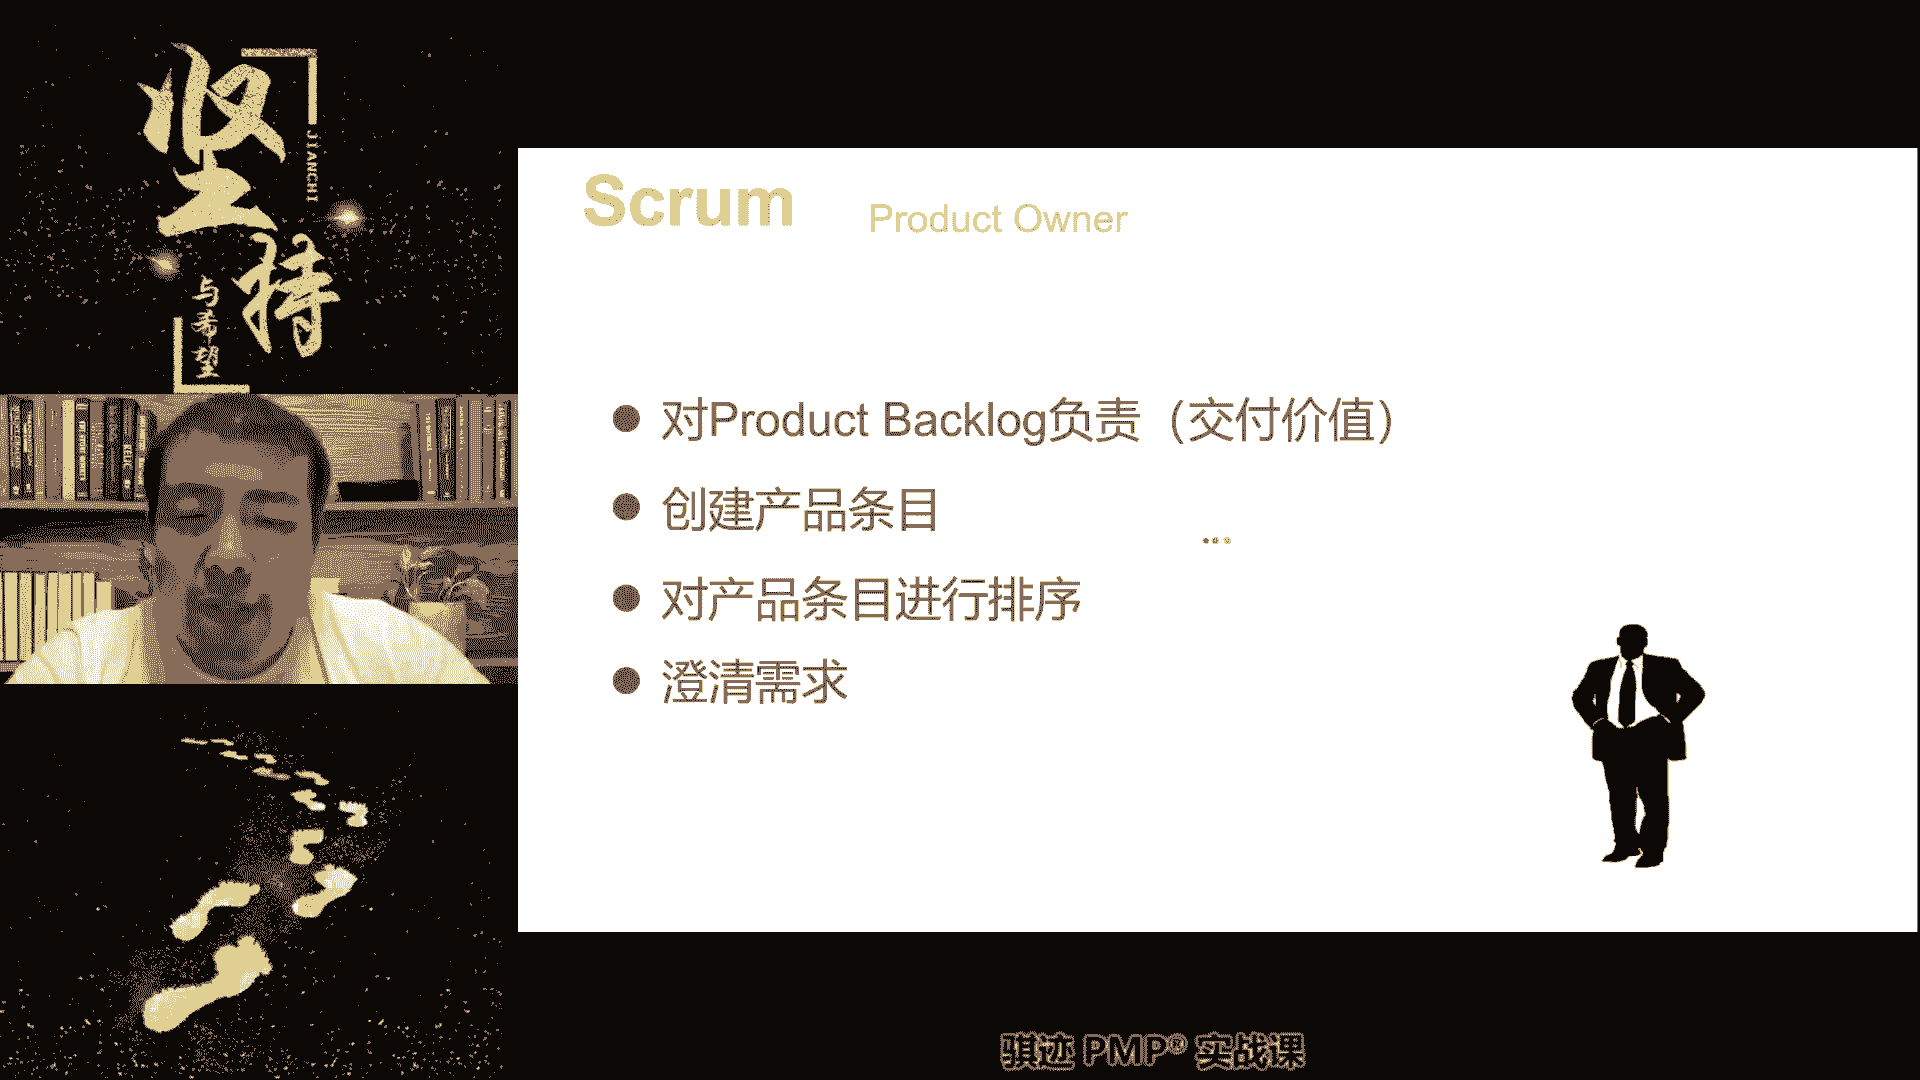 坚持
JIANCHI
与希望
Scrum
Product Owner
对Product Backlog负责（交付价值）
创建产品条目
对产品条目进行排序
澄清需求
骐迹 PMP® 实战课